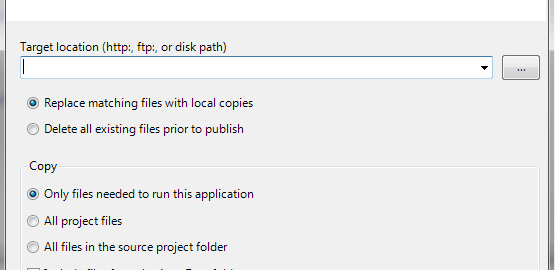 Target location (http:, ftp:, or disk path)
...
Replace matching files with local copies
Delete all existing files prior to publish
Copy
Only files needed to run this application
All project files
All files in the source project folder